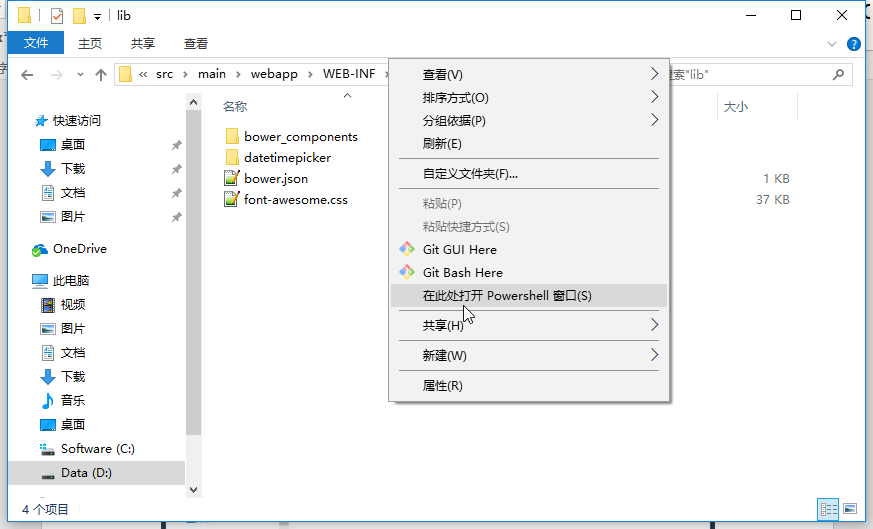 lib
文件 主页 共享 查看
« src › main › webapp › WEB-INF › 搜索"lib"
名称 大小
快速访问
桌面
下载
文档
图片
OneDrive
此电脑
视频
图片
文档
下载
音乐
桌面
Software (C:)
Data (D:)
bower_components
datetimepicker
bower.json 1 KB
font-awesome.css 37 KB
查看(V)
排序方式(O)
分组依据(P)
刷新(E)
自定义文件夹(F)...
粘贴(P)
粘贴快捷方式(S)
Git GUI Here
Git Bash Here
在此处打开 Powershell 窗口(S)
共享(H)
新建(W)
属性(R)
4 个项目